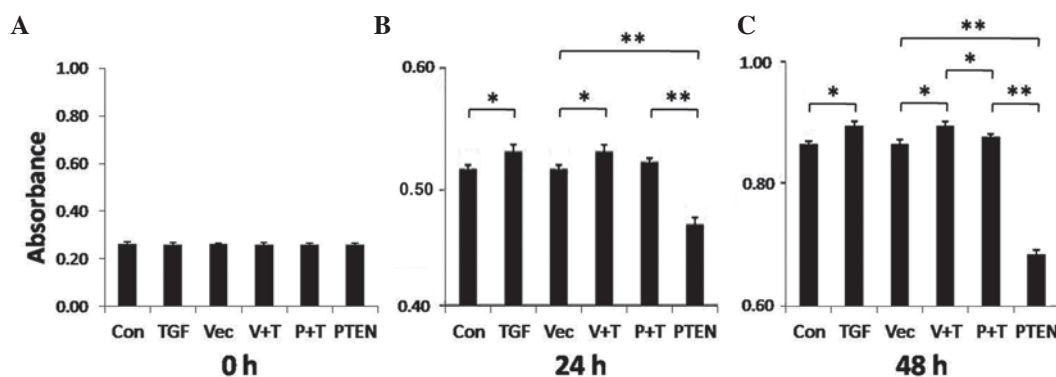 A
B
C
Absorbance
1.00
0.80
0.60
0.40
0.20
0.00
Con TGF Vec V+T P+T PTEN
0 h
**
* * **
0.60
0.50
0.40
Con TGF Vec V+T P+T PTEN
24 h
**
*
* * **
1.00
0.80
0.60
Con TGF Vec V+T P+T PTEN
48 h